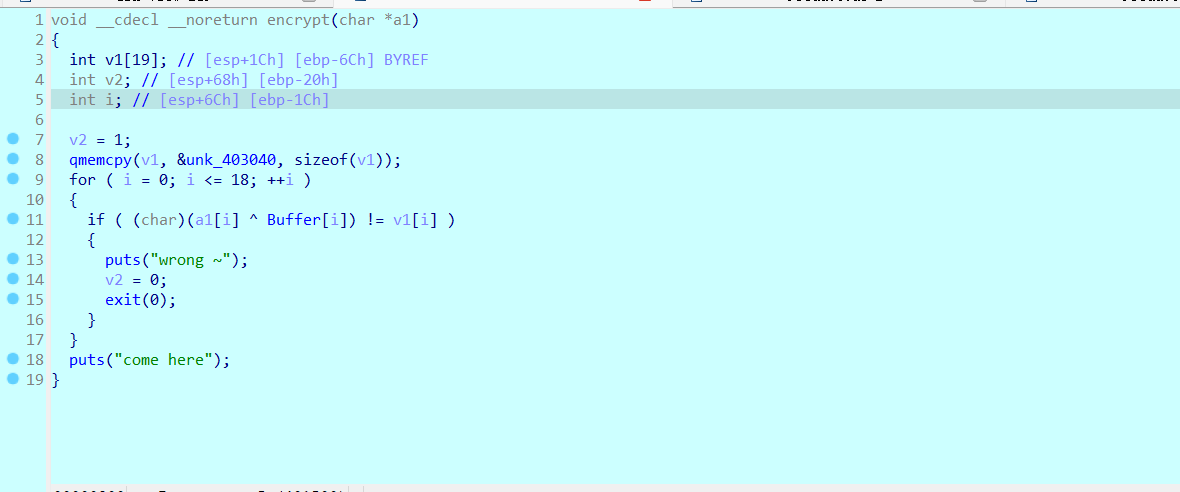 1 void __cdecl __noreturn encrypt(char *a1)
2 {
3   int v1[19]; // [esp+1Ch] [ebp-6Ch] BYREF
4   int v2; // [esp+68h] [ebp-20h]
5   int i; // [esp+6Ch] [ebp-1Ch]
6
7   v2 = 1;
8   qmemcpy(v1, &unk_403040, sizeof(v1));
9   for ( i = 0; i <= 18; ++i )
10   {
11     if ( (char)(a1[i] ^ Buffer[i]) != v1[i] )
12     {
13       puts("wrong ~");
14       v2 = 0;
15       exit(0);
16     }
17   }
18   puts("come here");
19 }